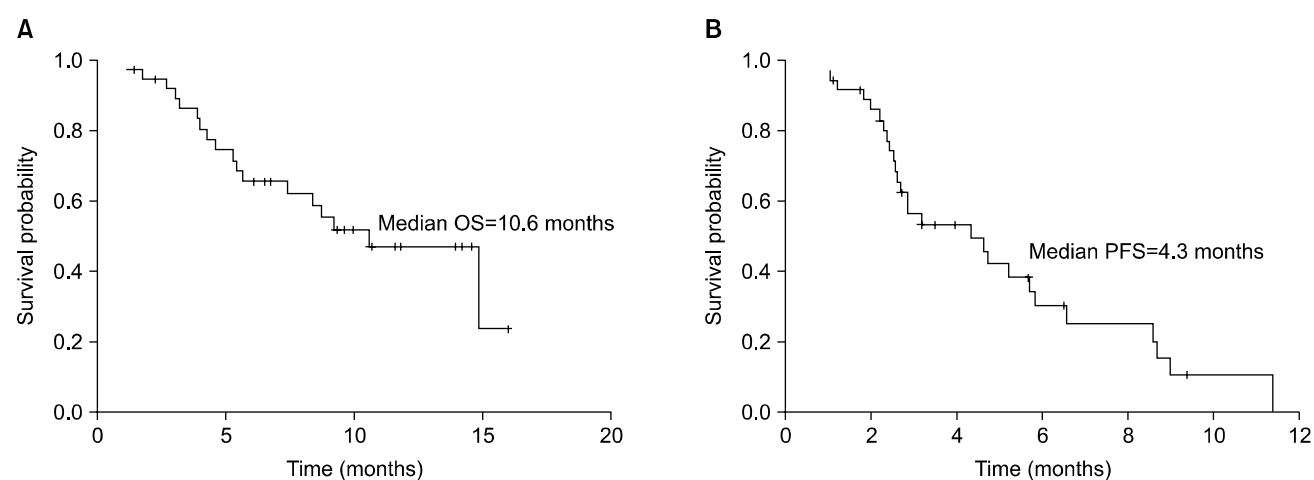 A
Survival probability
1.0
0.8
0.6
0.4
0.2
0.0
Median OS=10.6 months
0 5 10 15 20
Time (months)
B
Survival probability
1.0
0.8
0.6
0.4
0.2
0.0
Median PFS=4.3 months
0 2 4 6 8 10 12
Time (months)